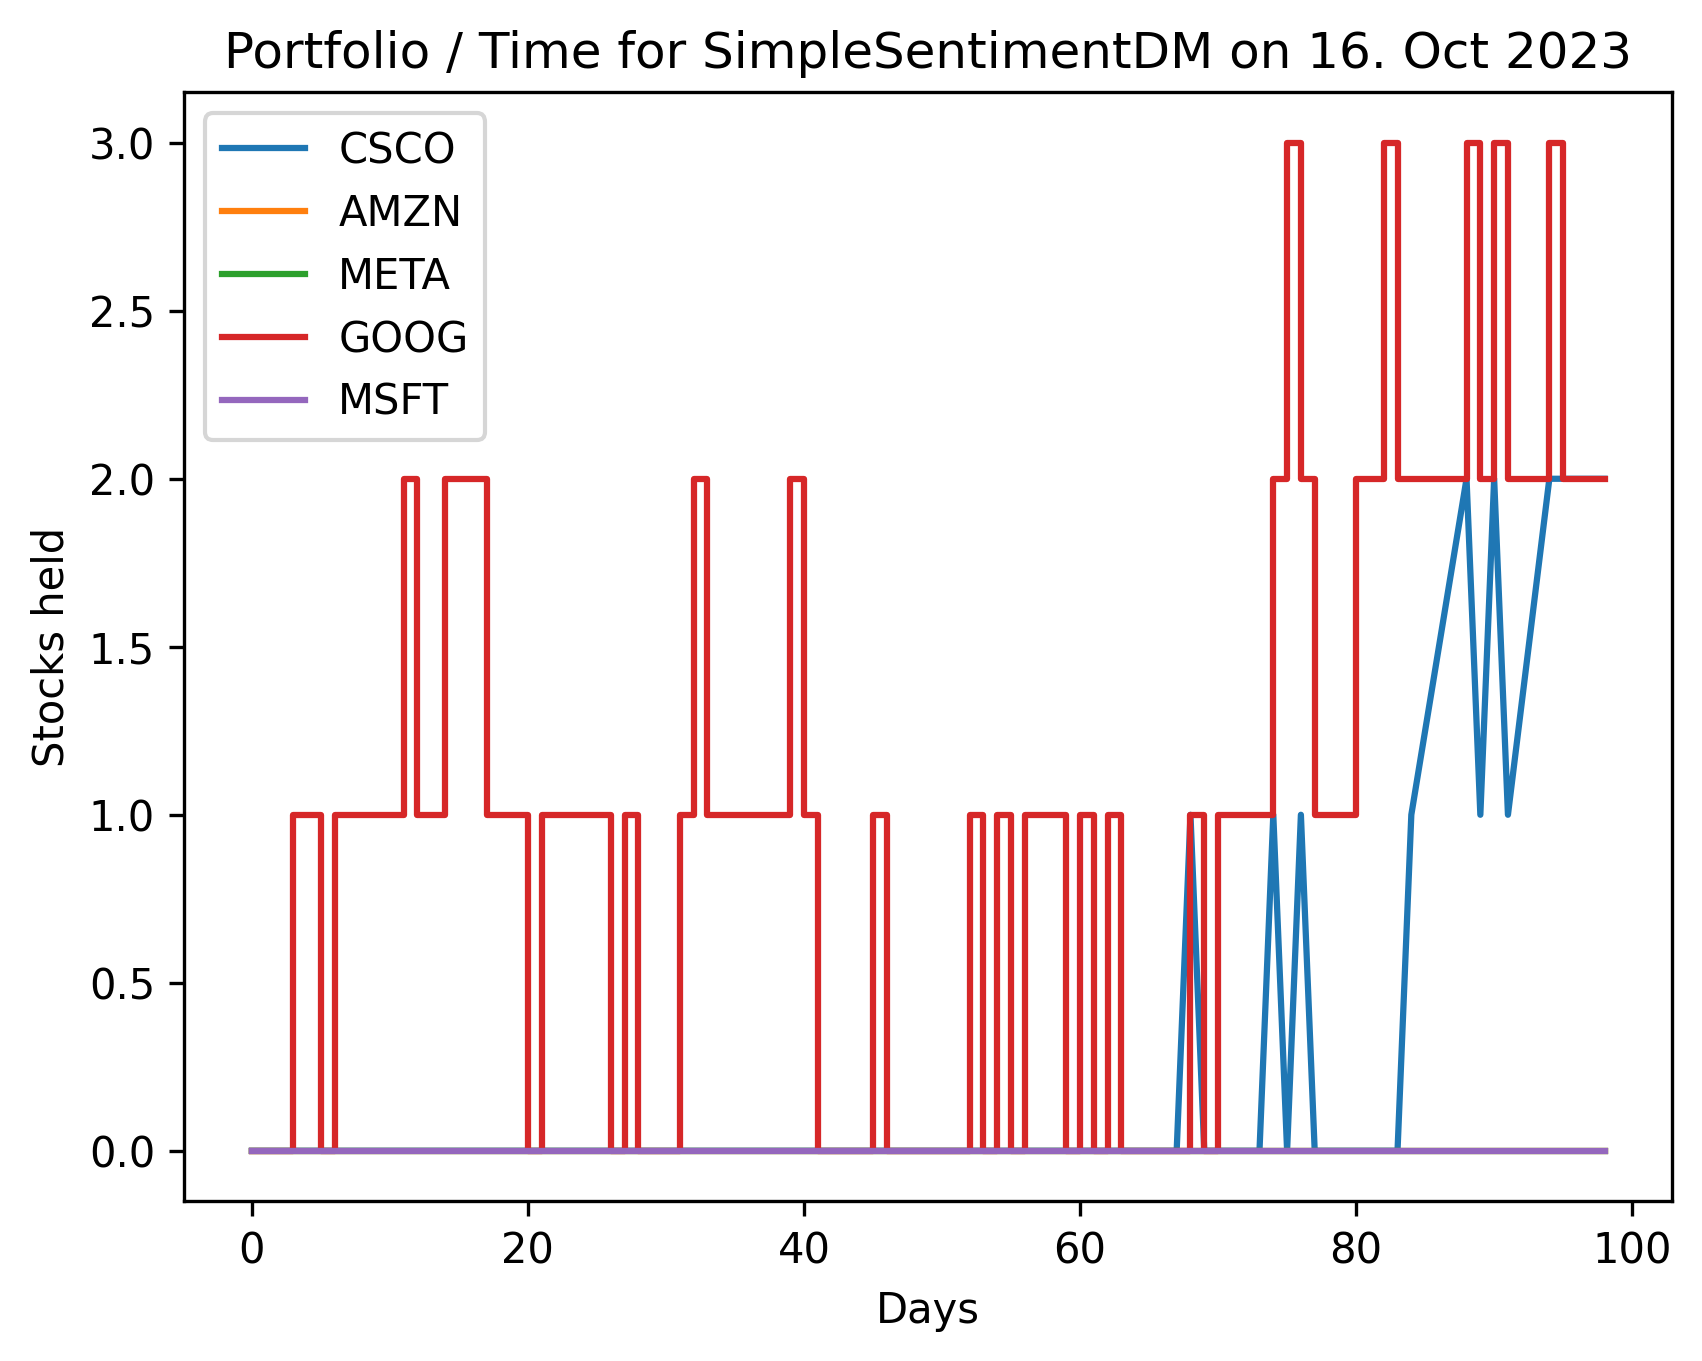 Portfolio / Time for SimpleSentimentDM on 16. Oct 2023
CSCO
AMZN
META
GOOG
MSFT
3.0
2.5
2.0
1.5
1.0
0.5
0.0
Stocks held
0 20 40 60 80 100
Days